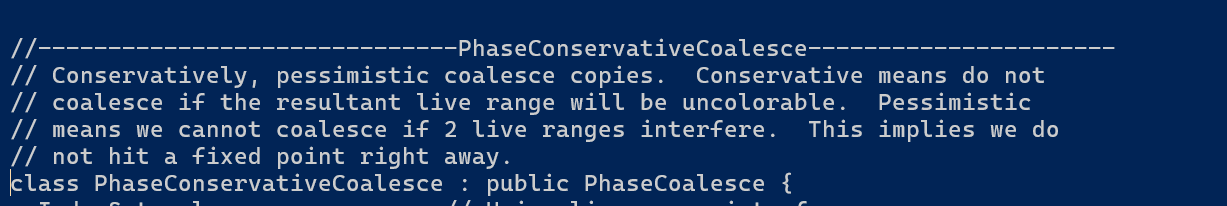 //------------------------------PhaseConservativeCoalesce----------------------
// Conservatively, pessimistic coalesce copies.  Conservative means do not
// coalesce if the resultant live range will be uncolorable.  Pessimistic
// means we cannot coalesce if 2 live ranges interfere.  This implies we do
// not hit a fixed point right away.
class PhaseConservativeCoalesce : public PhaseCoalesce {